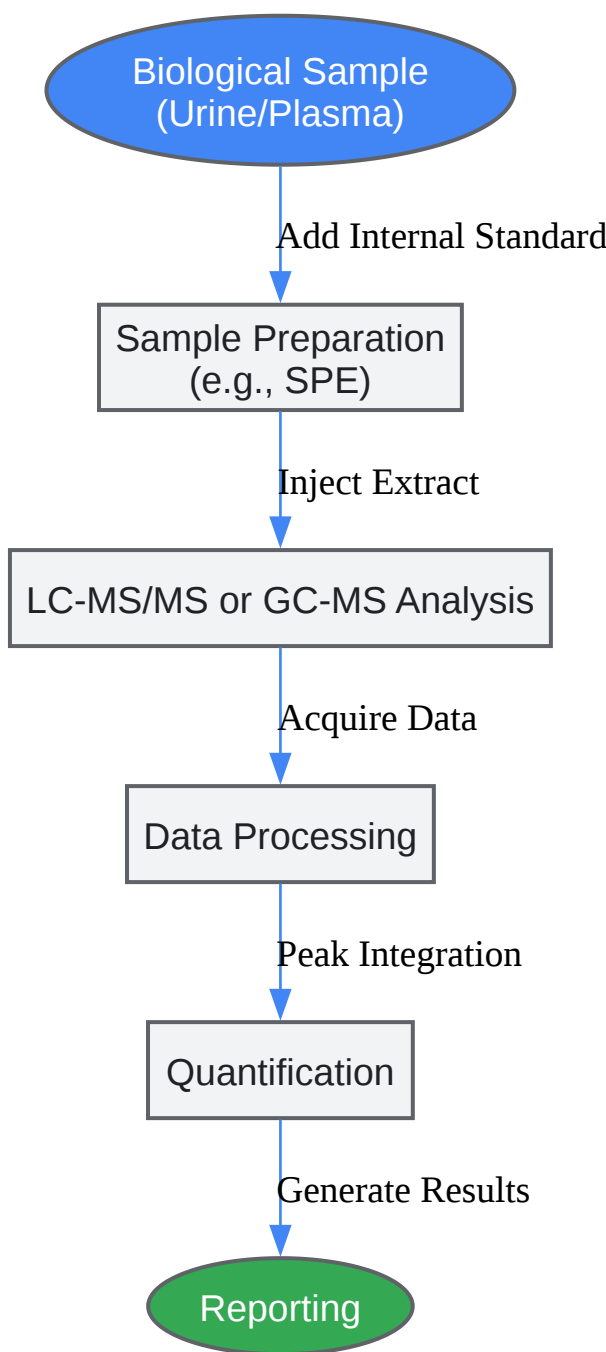 Biological Sample
(Urine/Plasma)
Add Internal Standard
Sample Preparation
(e.g., SPE)
Inject Extract
LC-MS/MS or GC-MS Analysis
Acquire Data
Data Processing
Peak Integration
Quantification
Generate Results
Reporting